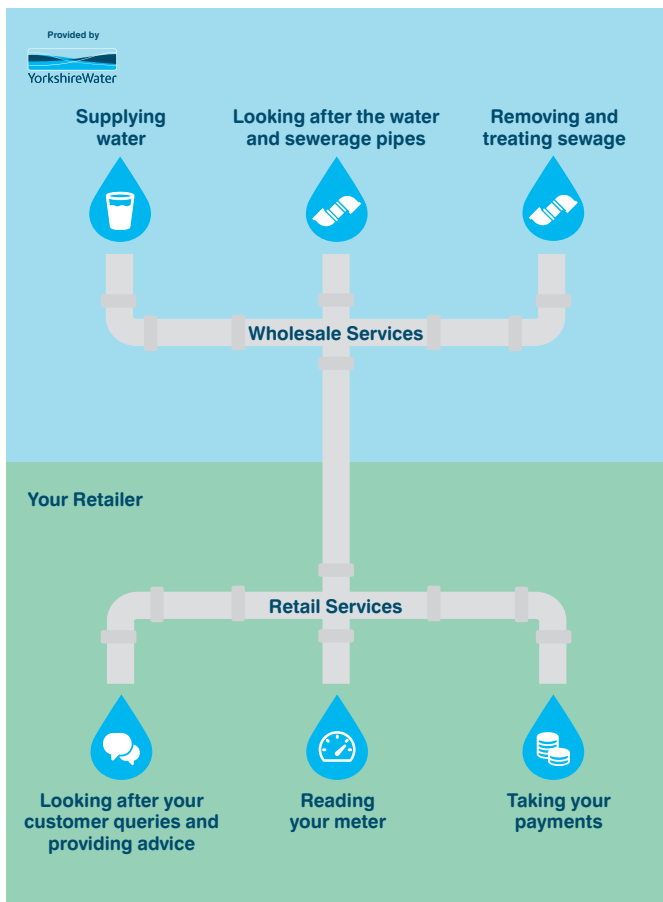 Provided by
YorkshireWater
Supplying
water
Looking after the water
and sewerage pipes
Removing and
treating sewage
Wholesale Services
Your Retailer
Retail Services
Looking after your
customer queries and
providing advice
Reading
your meter
Taking your
payments